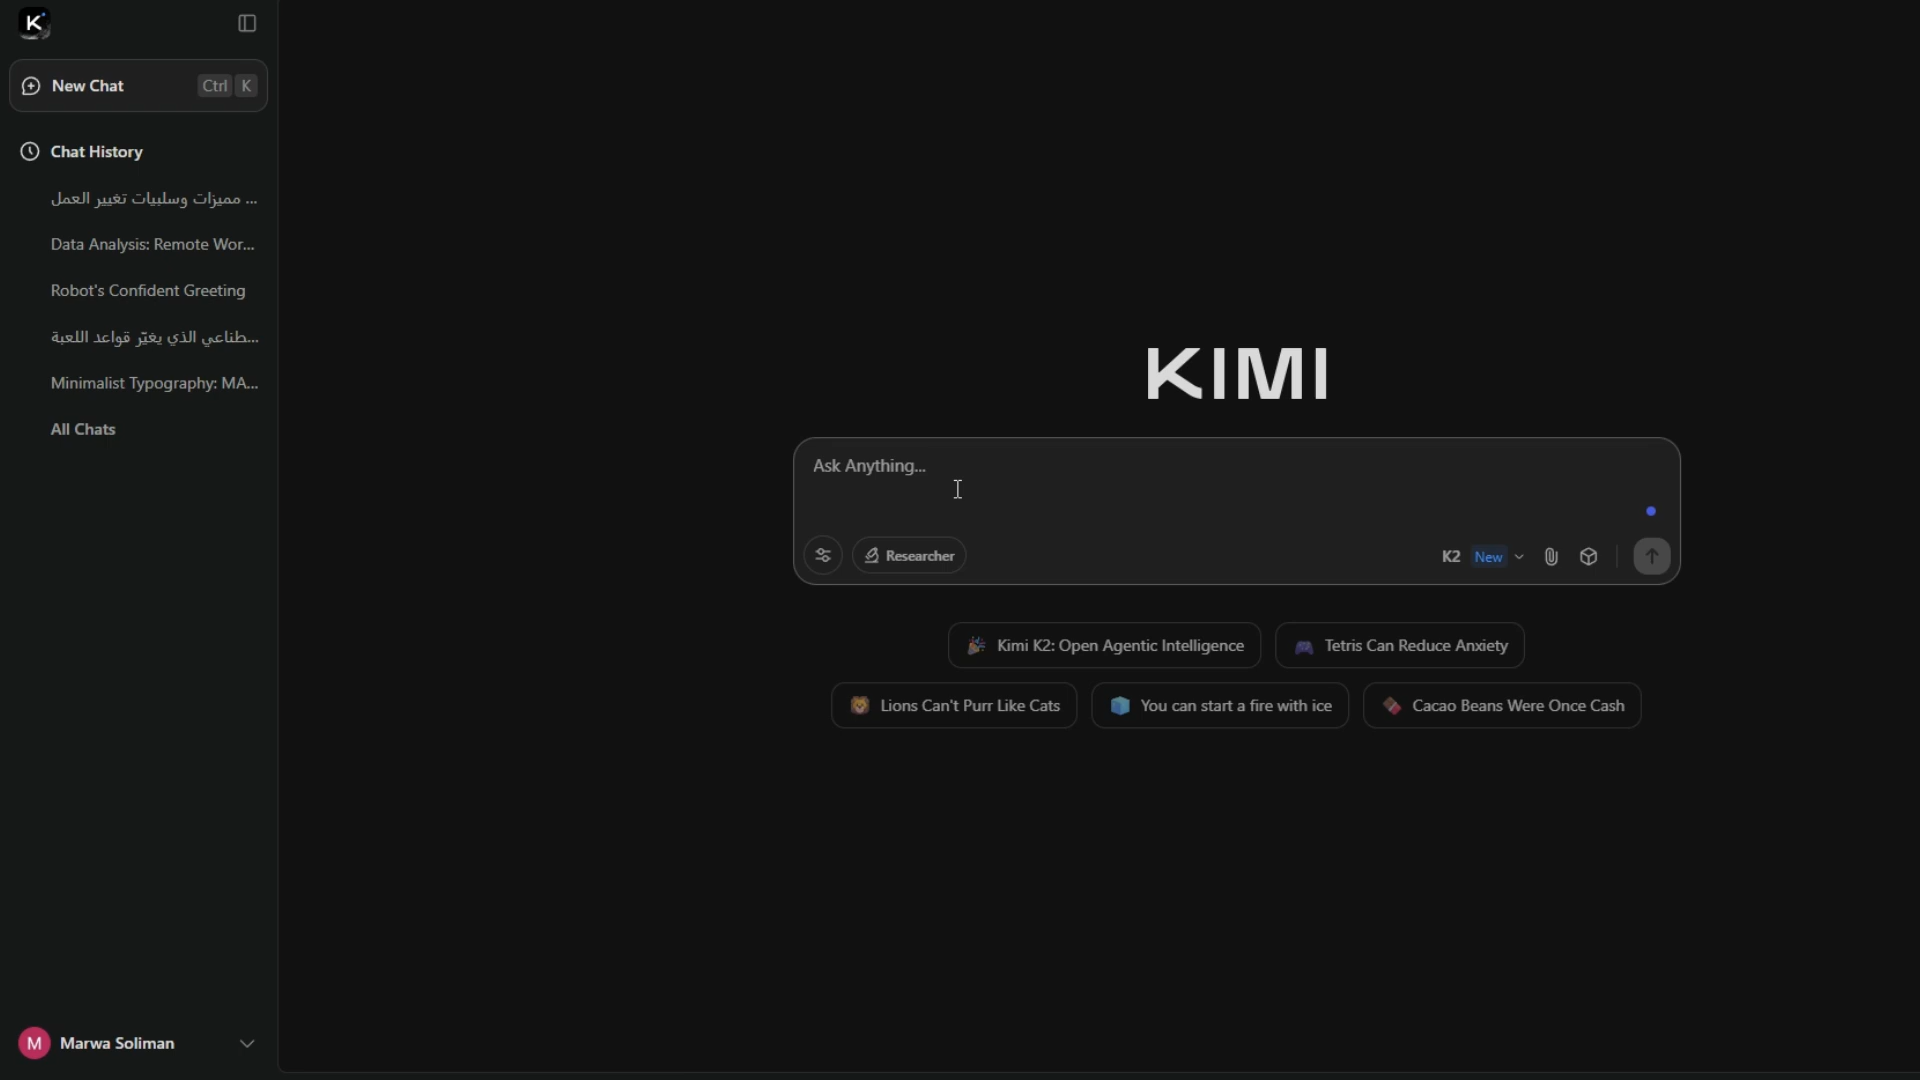 K
New Chat Ctrl K
Chat History
مميزات وسلبيات تغيير العمل ...
Data Analysis: Remote Wor...
Robot's Confident Greeting
...طناعي الذي يغيّر قواعد اللعبة
Minimalist Typography: MA...
All Chats
KIMI
Ask Anything...
Researcher
K2 New
Kimi K2: Open Agentic Intelligence
Tetris Can Reduce Anxiety
Lions Can't Purr Like Cats
You can start a fire with ice
Cacao Beans Were Once Cash
M Marwa Soliman